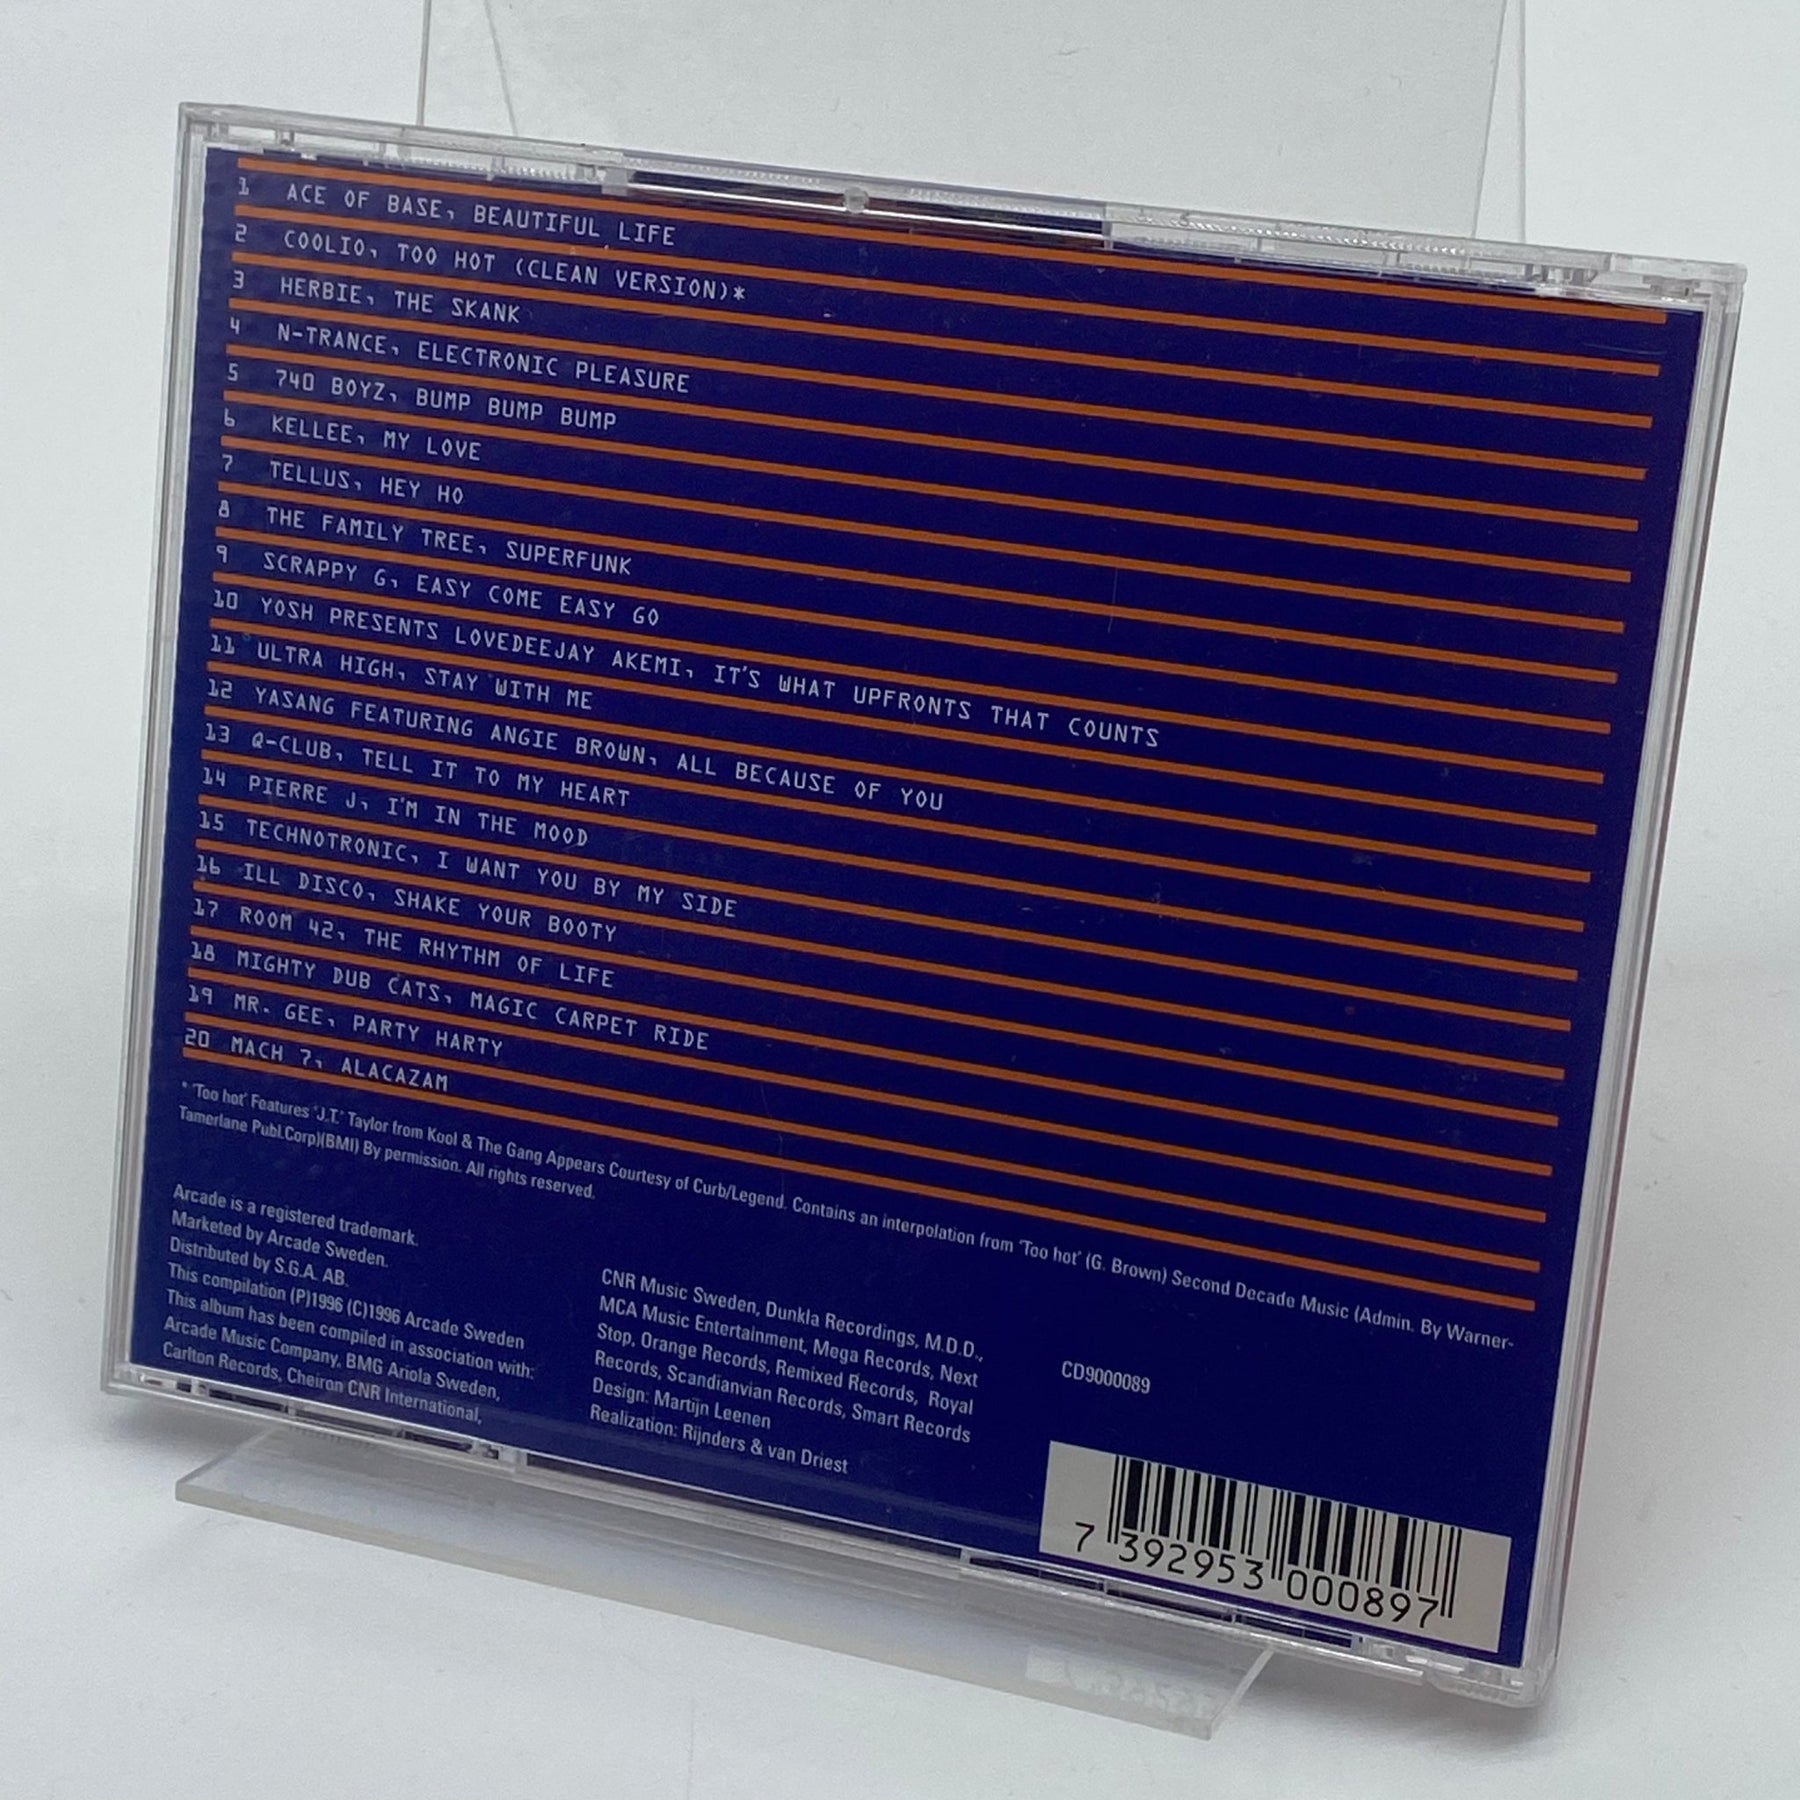 1 ACE OF BASE, BEAUTIFUL LIFE
2 COOLIO, TOO HOT (CLEAN VERSION)*
3 HERBIE, THE SKANK
4 N-TRANCE, ELECTRONIC PLEASURE
5 740 BOYZ, BUMP BUMP BUMP
6 KELLEE, MY LOVE
7 TELLUS, HEY HO
8 THE FAMILY TREE, SUPERFUNK
9 SCRAPPY G, EASY COME EASY GO
10 YOSH PRESENTS LOVEDEEJAY AKEMI, IT'S WHAT UPFRONTS THAT COUNTS
11 ULTRA HIGH, STAY WITH ME
12 YASANG FEATURING ANGIE BROWN, ALL BECAUSE OF YOU
13 Q-CLUB, TELL IT TO MY HEART
14 PIERRE J, I'M IN THE MOOD
15 TECHNOTRONIC, I WANT YOU BY MY SIDE
16 ILL DISCO, SHAKE YOUR BOOTY
17 ROOM 42, THE RHYTHM OF LIFE
18 MIGHTY DUB CATS, MAGIC CARPET RIDE
19 MR. GEE, PARTY HARTY
20 MACH 7, ALACAZAM
* 'Too hot' Features 'J.T.' Taylor from Kool & The Gang Appears Courtesy of Curb/Legend. Contains an interpolation from 'Too hot' (G. Brown) Second Decade Music (Admin. By Warner-
Tamerlane Publ.Corp)(BMI) By permission. All rights reserved.
Arcade is a registered trademark.
Marketed by Arcade Sweden.
Distributed by S.G.A. AB.
This compilation (P)1996 (C)1996 Arcade Sweden
This album has been compiled in association with:
Arcade Music Company, BMG Ariola Sweden,
Carlton Records, Cheiron CNR International,
CNR Music Sweden, Dunkla Recordings, M.D.D.,
MCA Music Entertainment, Mega Records, Next
Stop, Orange Records, Remixed Records, Royal
Records, Scandianvian Records, Smart Records
Design: Martijn Leenen
Realization: Rijnders & van Driest
CD9000089
7 392953 000897